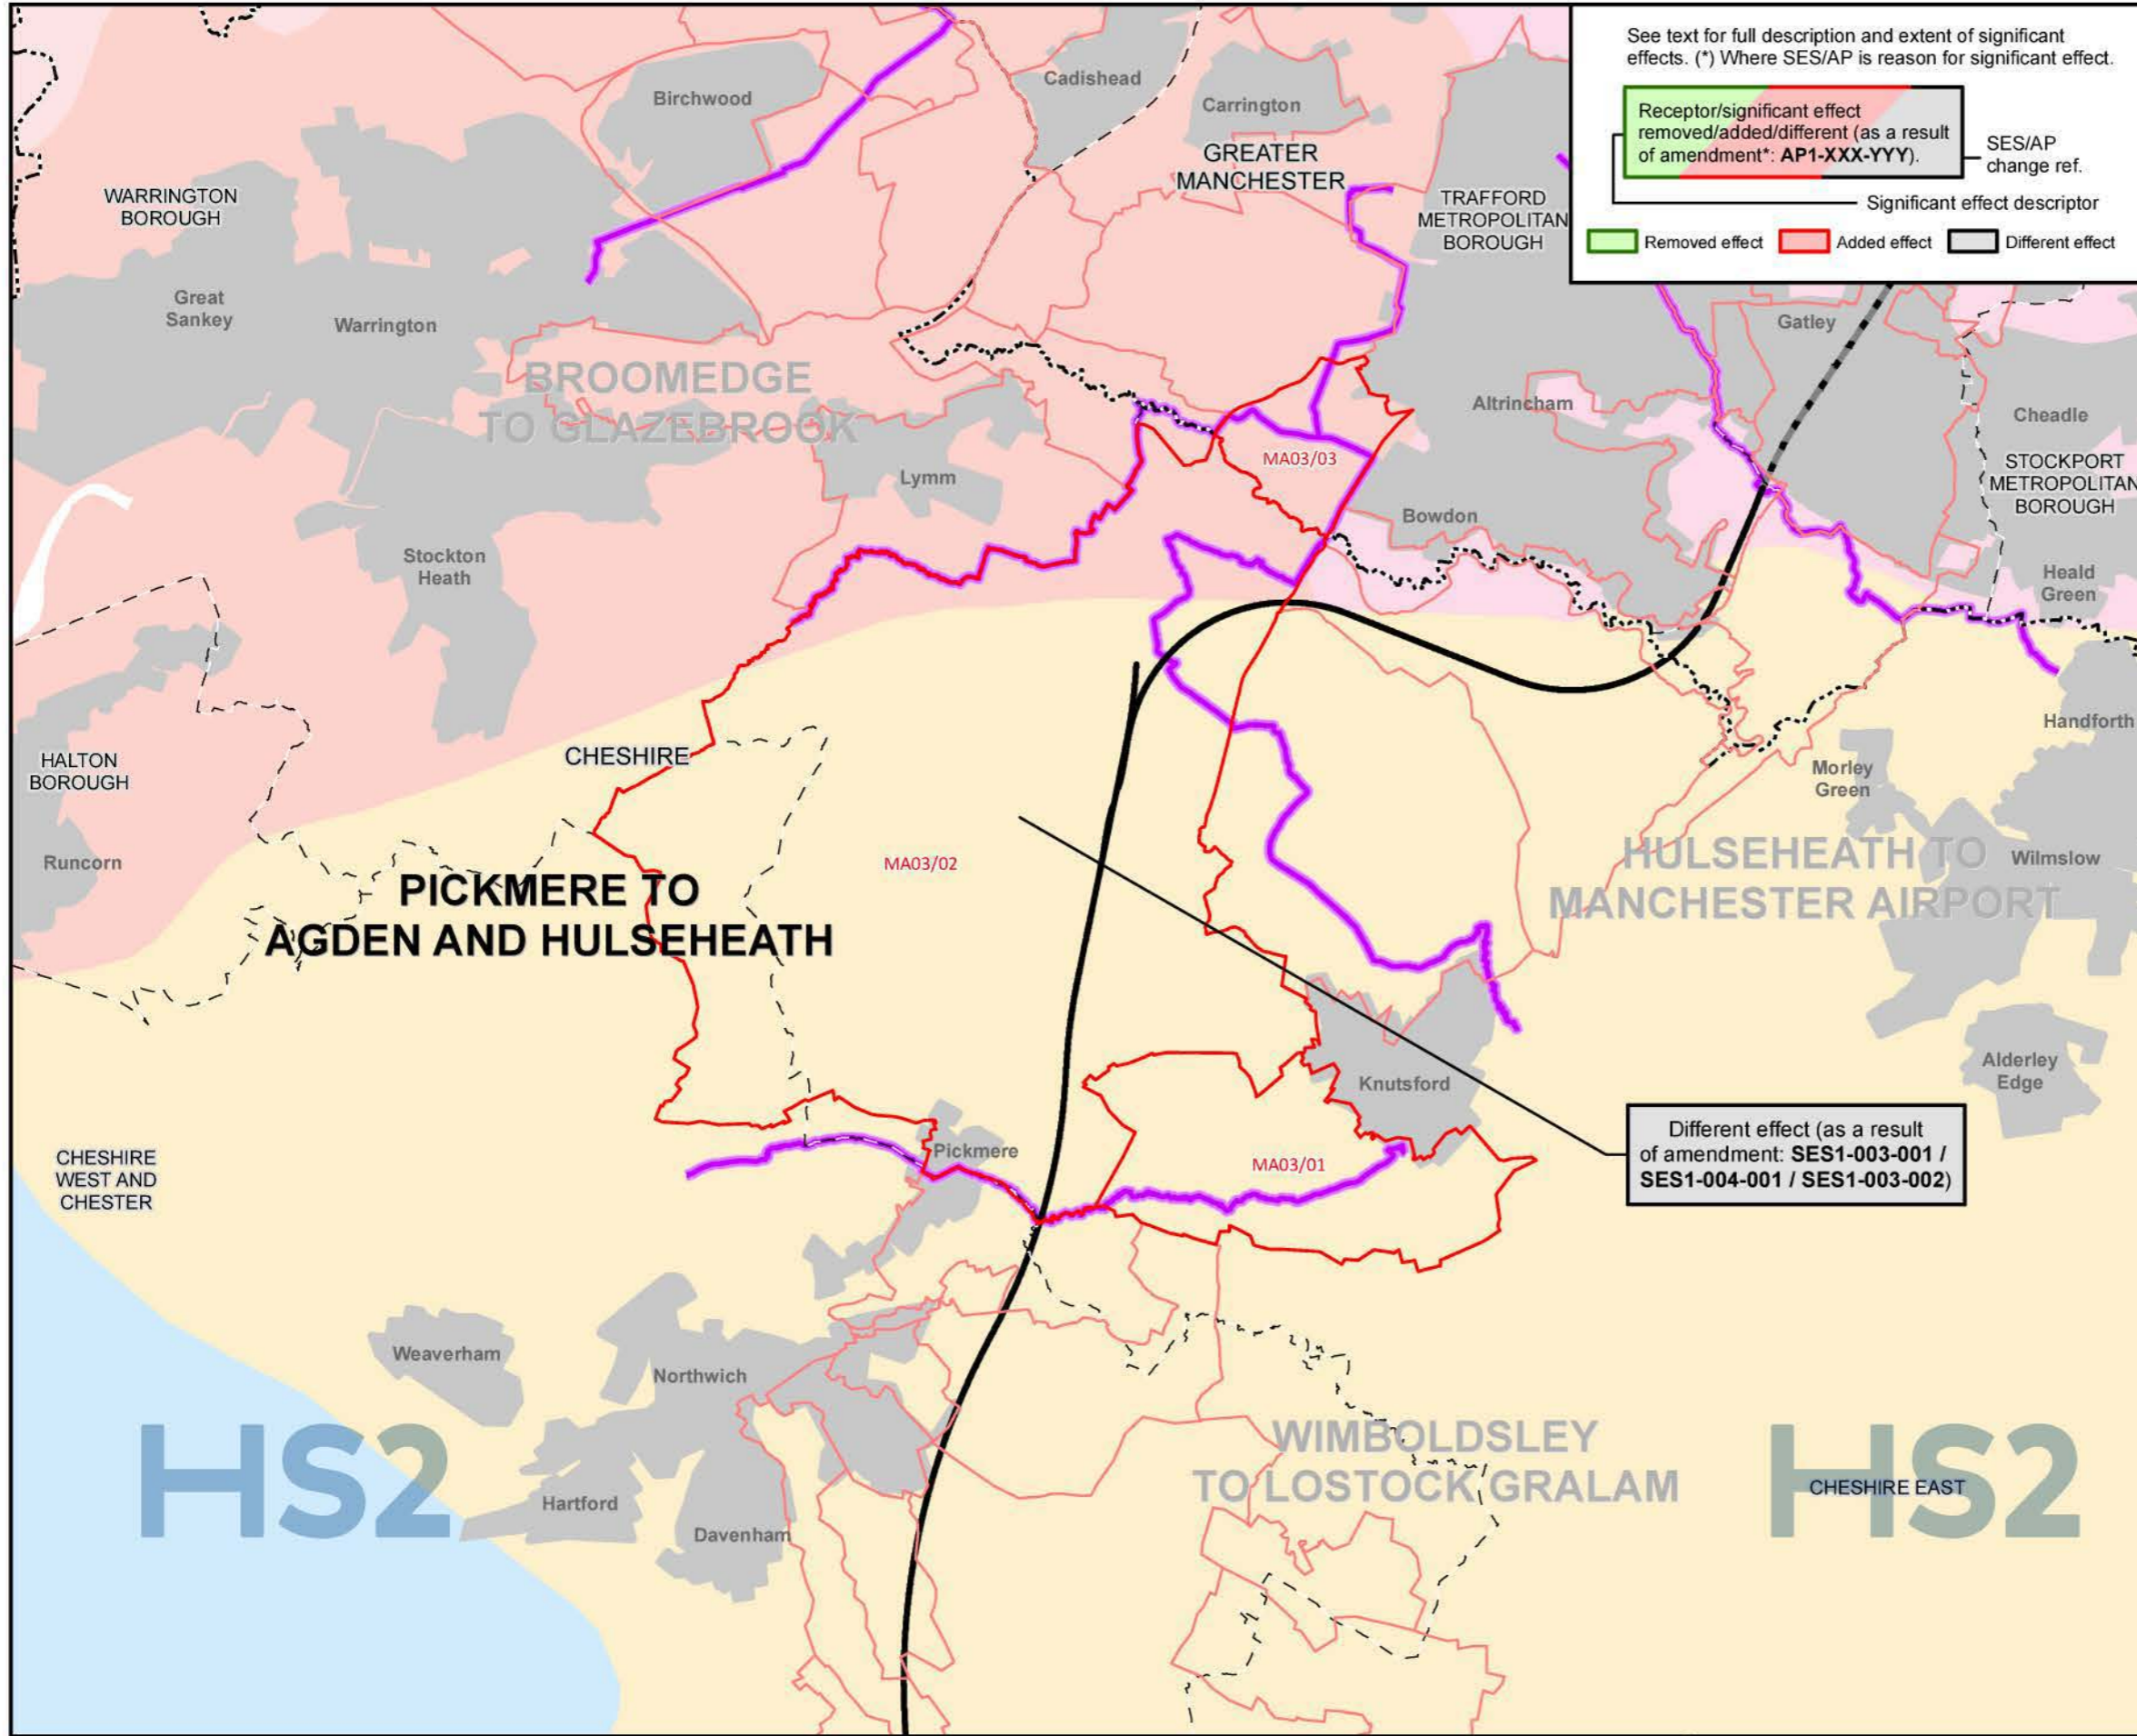 See text for full description and extent of significant
effects. (*) Where SES/AP is reason for significant effect.
Receptor/significant effect
removed/added/different (as a result
of amendment*: AP1-XXX-YYY).
SES/AP
change ref.
Significant effect descriptor
Removed effect
Added effect
Different effect
Birchwood
Cadishead
Carrington
GREATER
MANCHESTER
WARRINGTON
BOROUGH
TRAFFORD
METROPOLITAN
BOROUGH
Great
Sankey
Warrington
Gatley
BROOMEDGE
TO GLAZEBROOK
Altrincham
Cheadle
Lymm
MA03/03
STOCKPORT
METROPOLITAN
BOROUGH
Bowdon
Stockton
Heath
Heald
Green
Handforth
CHESHIRE
HALTON
BOROUGH
Morley
Green
Runcorn
MA03/02
HULSEHEATH TO
MANCHESTER AIRPORT
Wilmslow
PICKMERE TO
AGDEN AND HULSEHEATH
Knutsford
Alderley
Edge
CHESHIRE
WEST AND
CHESTER
Pickmere
MA03/01
Different effect (as a result
of amendment: SES1-003-001 /
SES1-004-001 / SES1-003-002)
Weaverham
Northwich
WIMBOLDSLEY
TO LOSTOCK GRALAM
HS2
Hartford
Davenham
HS2
CHESHIRE EAST